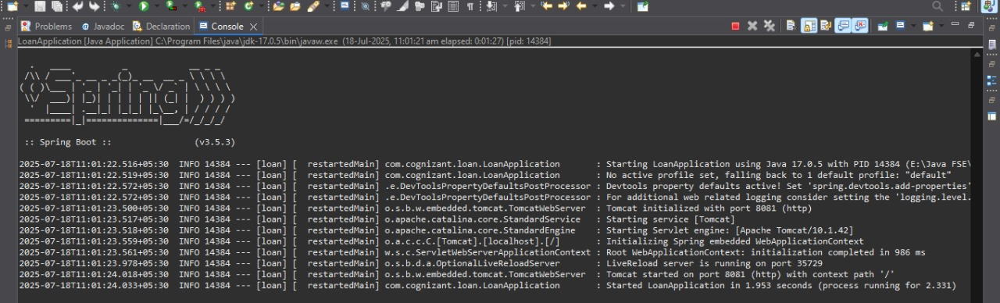 Problems Javadoc Declaration Console
LoanApplication [Java Application] C:\Program Files\java\jdk-17.0.5\bin\javaw.exe (18-Jul-2025, 11:01:21 am elapsed: 0:01:27) [pid: 14384]
Spring
:: Spring Boot :: (v3.5.3)
2025-07-18T11:01:22.516+05:30 INFO 14384 --- [loan] [ restartedMain] com.cognizant.loan.LoanApplication : Starting LoanApplication using Java 17.0.5 with PID 14384 (E:\Java FSE\
2025-07-18T11:01:22.519+05:30 INFO 14384 --- [loan] [ restartedMain] com.cognizant.loan.LoanApplication : No active profile set, falling back to 1 default profile: "default"
2025-07-18T11:01:22.572+05:30 INFO 14384 --- [loan] [ restartedMain] .e.DevToolsPropertyDefaultsPostProcessor : Devtools property defaults active! Set 'spring.devtools.add-properties'
2025-07-18T11:01:22.572+05:30 INFO 14384 --- [loan] [ restartedMain] .e.DevToolsPropertyDefaultsPostProcessor : For additional web related logging consider setting the 'logging.level.
2025-07-18T11:01:23.500+05:30 INFO 14384 --- [loan] [ restartedMain] o.s.b.w.embedded.tomcat.TomcatWebServer : Tomcat initialized with port 8081 (http)
2025-07-18T11:01:23.517+05:30 INFO 14384 --- [loan] [ restartedMain] o.apache.catalina.core.StandardService : Starting service [Tomcat]
2025-07-18T11:01:23.518+05:30 INFO 14384 --- [loan] [ restartedMain] o.apache.catalina.core.StandardEngine : Starting Servlet engine: [Apache Tomcat/10.1.42]
2025-07-18T11:01:23.559+05:30 INFO 14384 --- [loan] [ restartedMain] o.a.c.c.C.[Tomcat].[localhost].[/] : Initializing Spring embedded WebApplicationContext
2025-07-18T11:01:23.561+05:30 INFO 14384 --- [loan] [ restartedMain] w.s.c.ServletWebServerApplicationContext : Root WebApplicationContext: initialization completed in 986 ms
2025-07-18T11:01:23.978+05:30 INFO 14384 --- [loan] [ restartedMain] o.s.b.d.a.OptionalLiveReloadServer : LiveReload server is running on port 35729
2025-07-18T11:01:24.018+05:30 INFO 14384 --- [loan] [ restartedMain] o.s.b.w.embedded.tomcat.TomcatWebServer : Tomcat started on port 8081 (http) with context path '/'
2025-07-18T11:01:24.033+05:30 INFO 14384 --- [loan] [ restartedMain] com.cognizant.loan.LoanApplication : Started LoanApplication in 1.953 seconds (process running for 2.331)